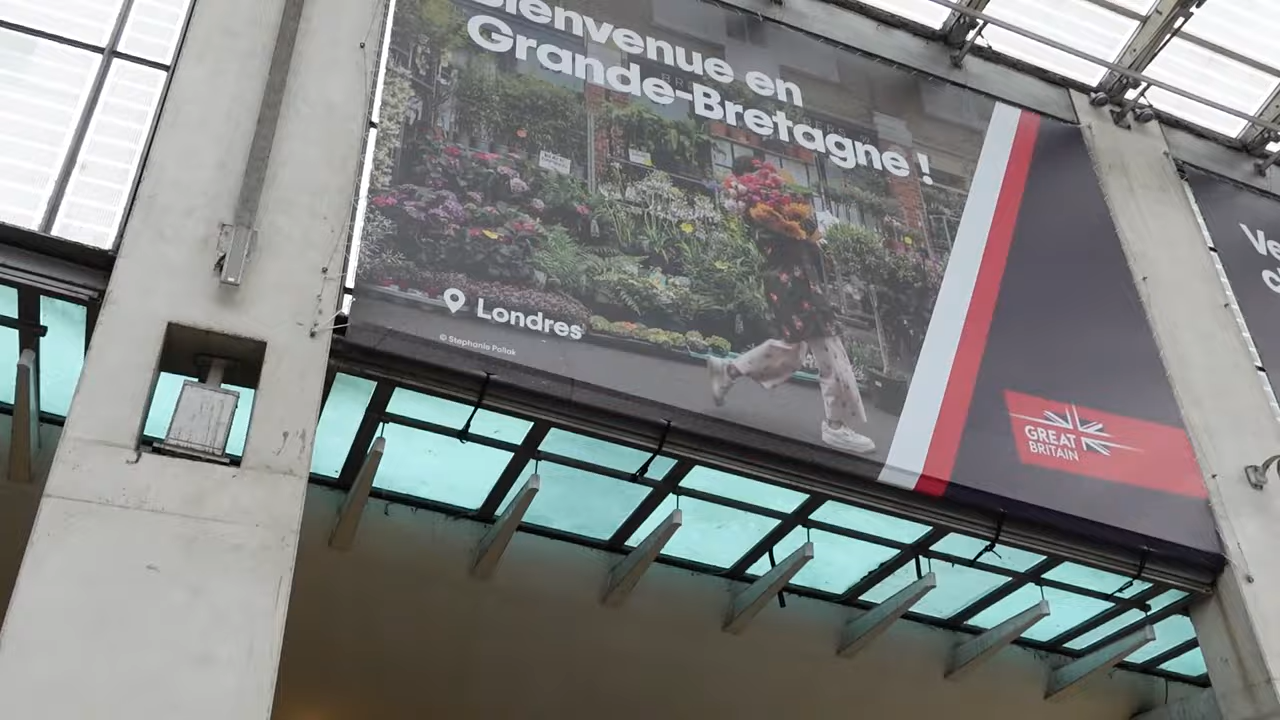 Bienvenue en
Grande-Bretagne !
Londres
© Stephanie Pollak
GREAT
BRITAIN